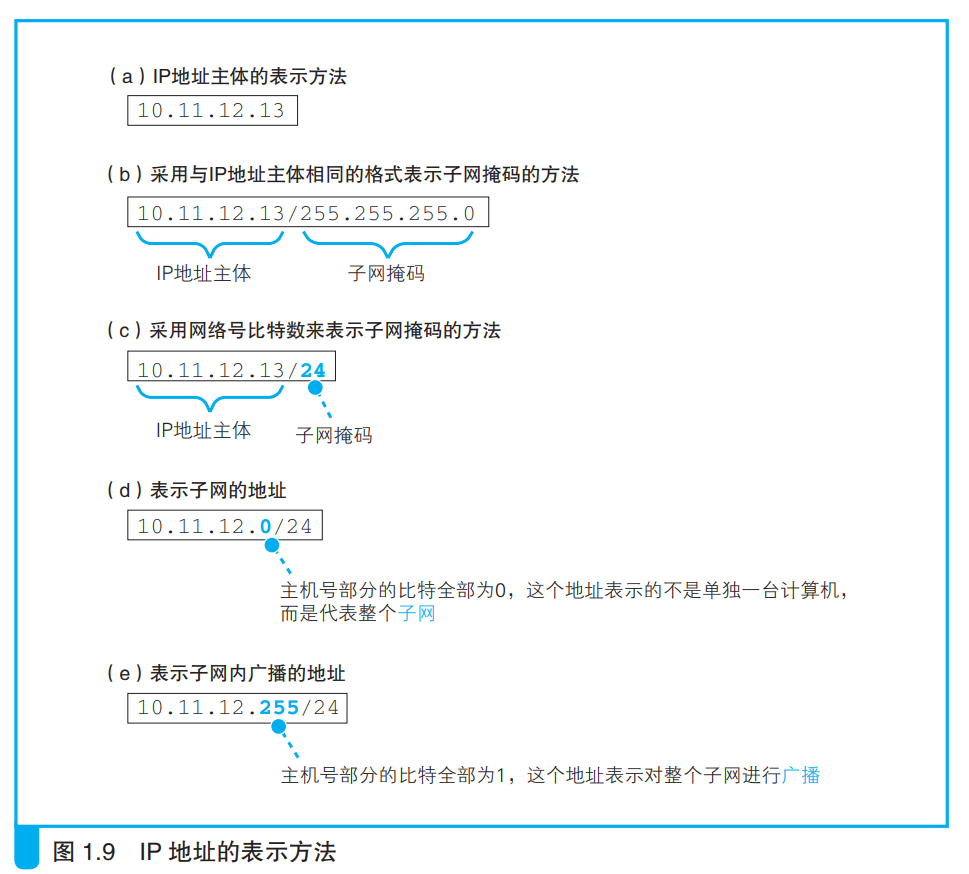 (a)IP地址主体的表示方法
10.11.12.13
(b)采用与IP地址主体相同的格式表示子网掩码的方法
10.11.12.13/255.255.255.0
IP地址主体 子网掩码
(c)采用网络号比特数来表示子网掩码的方法
10.11.12.13/24
IP地址主体 子网掩码
(d)表示子网的地址
10.11.12.0/24
主机号部分的比特全部为0，这个地址表示的不是单独一台计算机，
而是代表整个子网
(e)表示子网内广播的地址
10.11.12.255/24
主机号部分的比特全部为1，这个地址表示对整个子网进行广播
图 1.9 IP 地址的表示方法